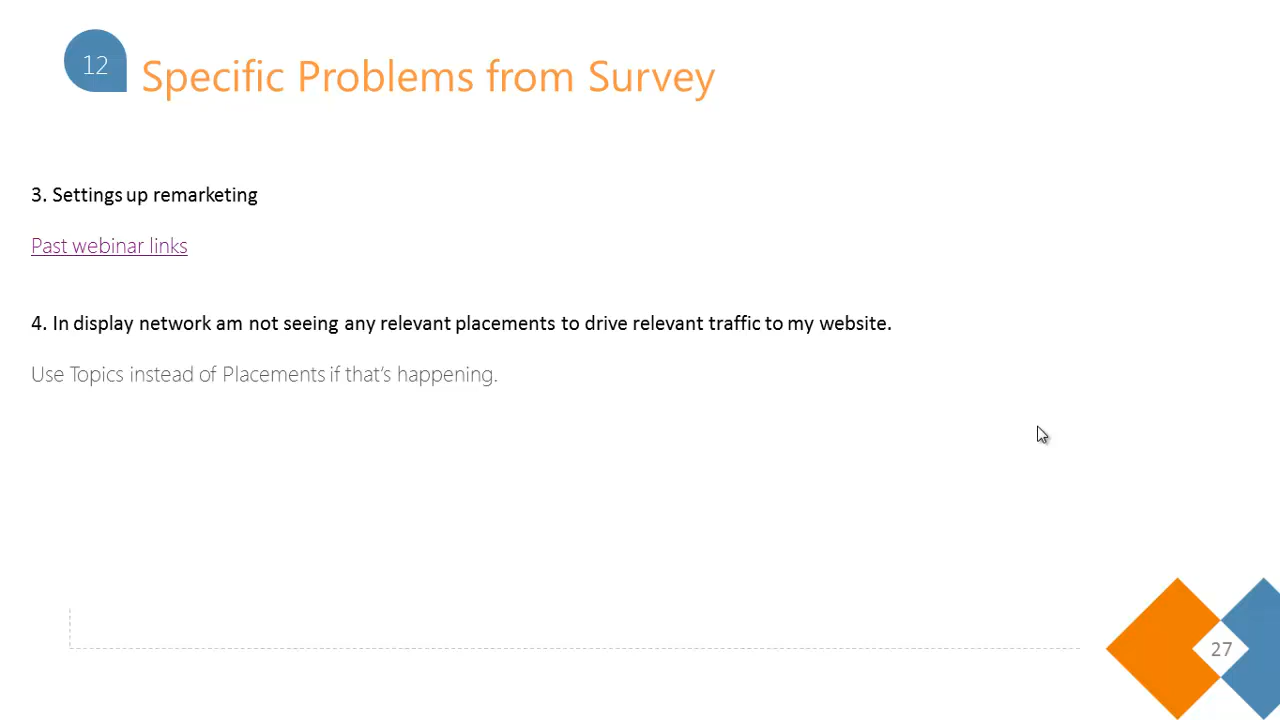 12
Specific Problems from Survey
3. Settings up remarketing
Past webinar links
4. In display network am not seeing any relevant placements to drive relevant traffic to my website.
Use Topics instead of Placements if that's happening.
27